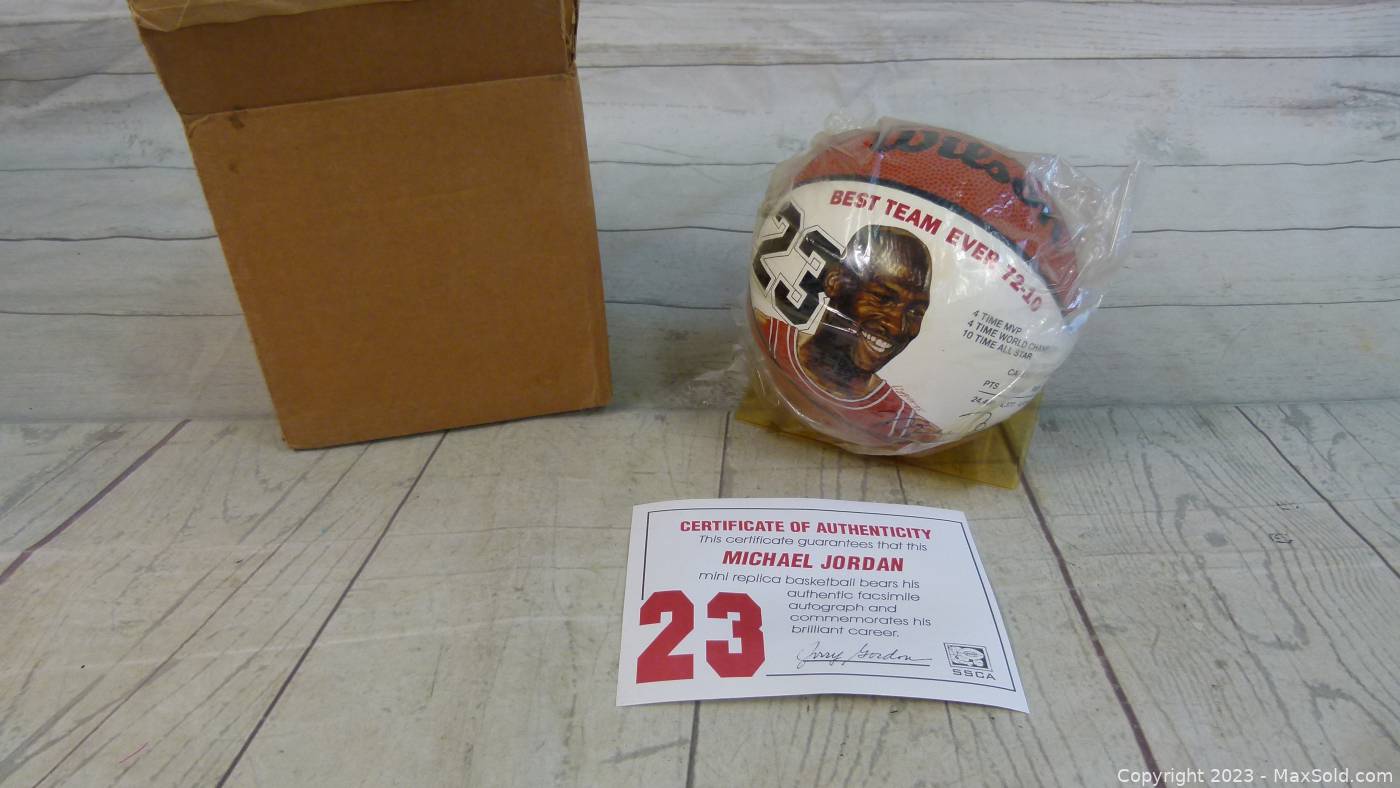 Wilson
BEST TEAM EVER 72-10
23
4 TIME MVP
4 TIME WORLD
10 TIME ALL STAR
PTS
CERTIFICATE OF AUTHENTICITY
This certificate guarantees that this
MICHAEL JORDAN
mini replica basketball bears his
authentic facsimile
autograph and
commemorates his
brilliant career.
23
Jerry Gordon
SSCA
Copyright 2023 - MaxSold.com